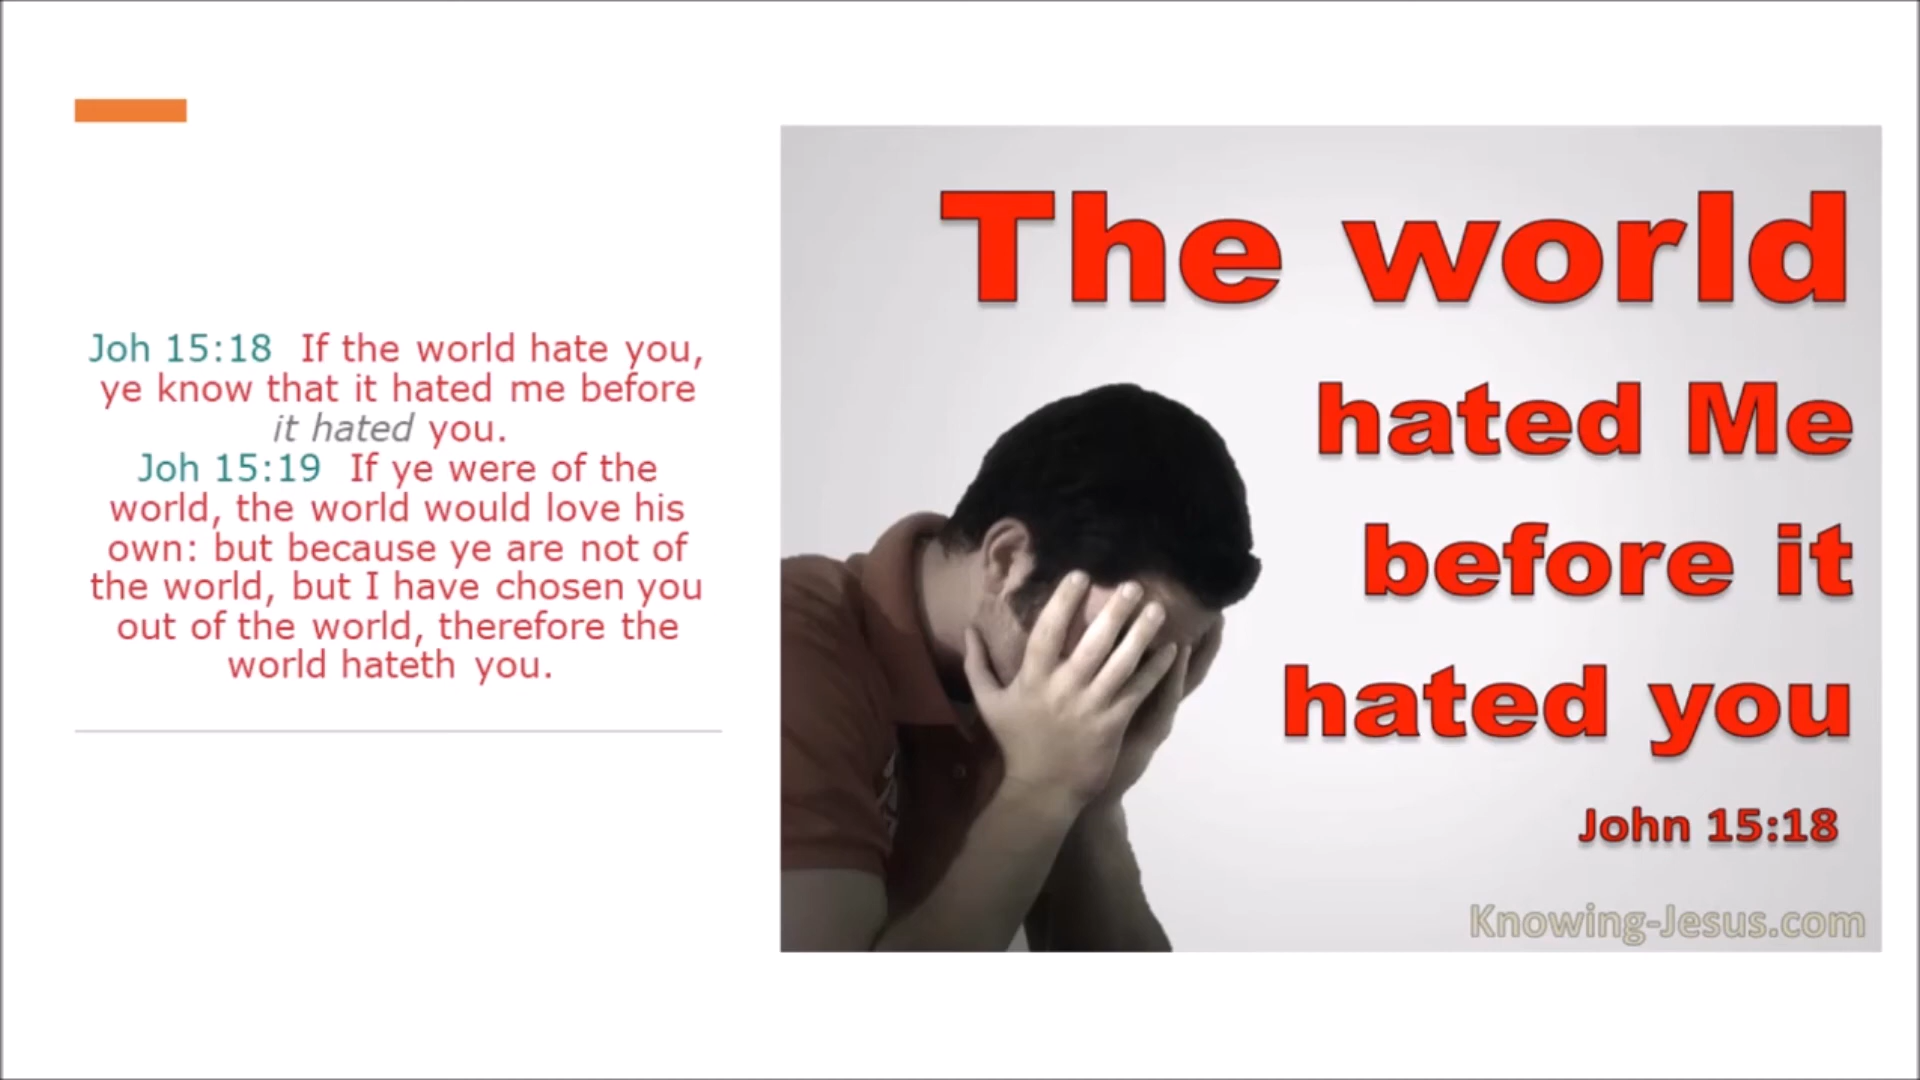 Joh 15:18 If the world hate you,
ye know that it hated me before
it hated you.
Joh 15:19 If ye were of the
world, the world would love his
own: but because ye are not of
the world, but I have chosen you
out of the world, therefore the
world hateth you.
The world
hated Me
before it
hated you
John 15:18
Knowing-Jesus.com